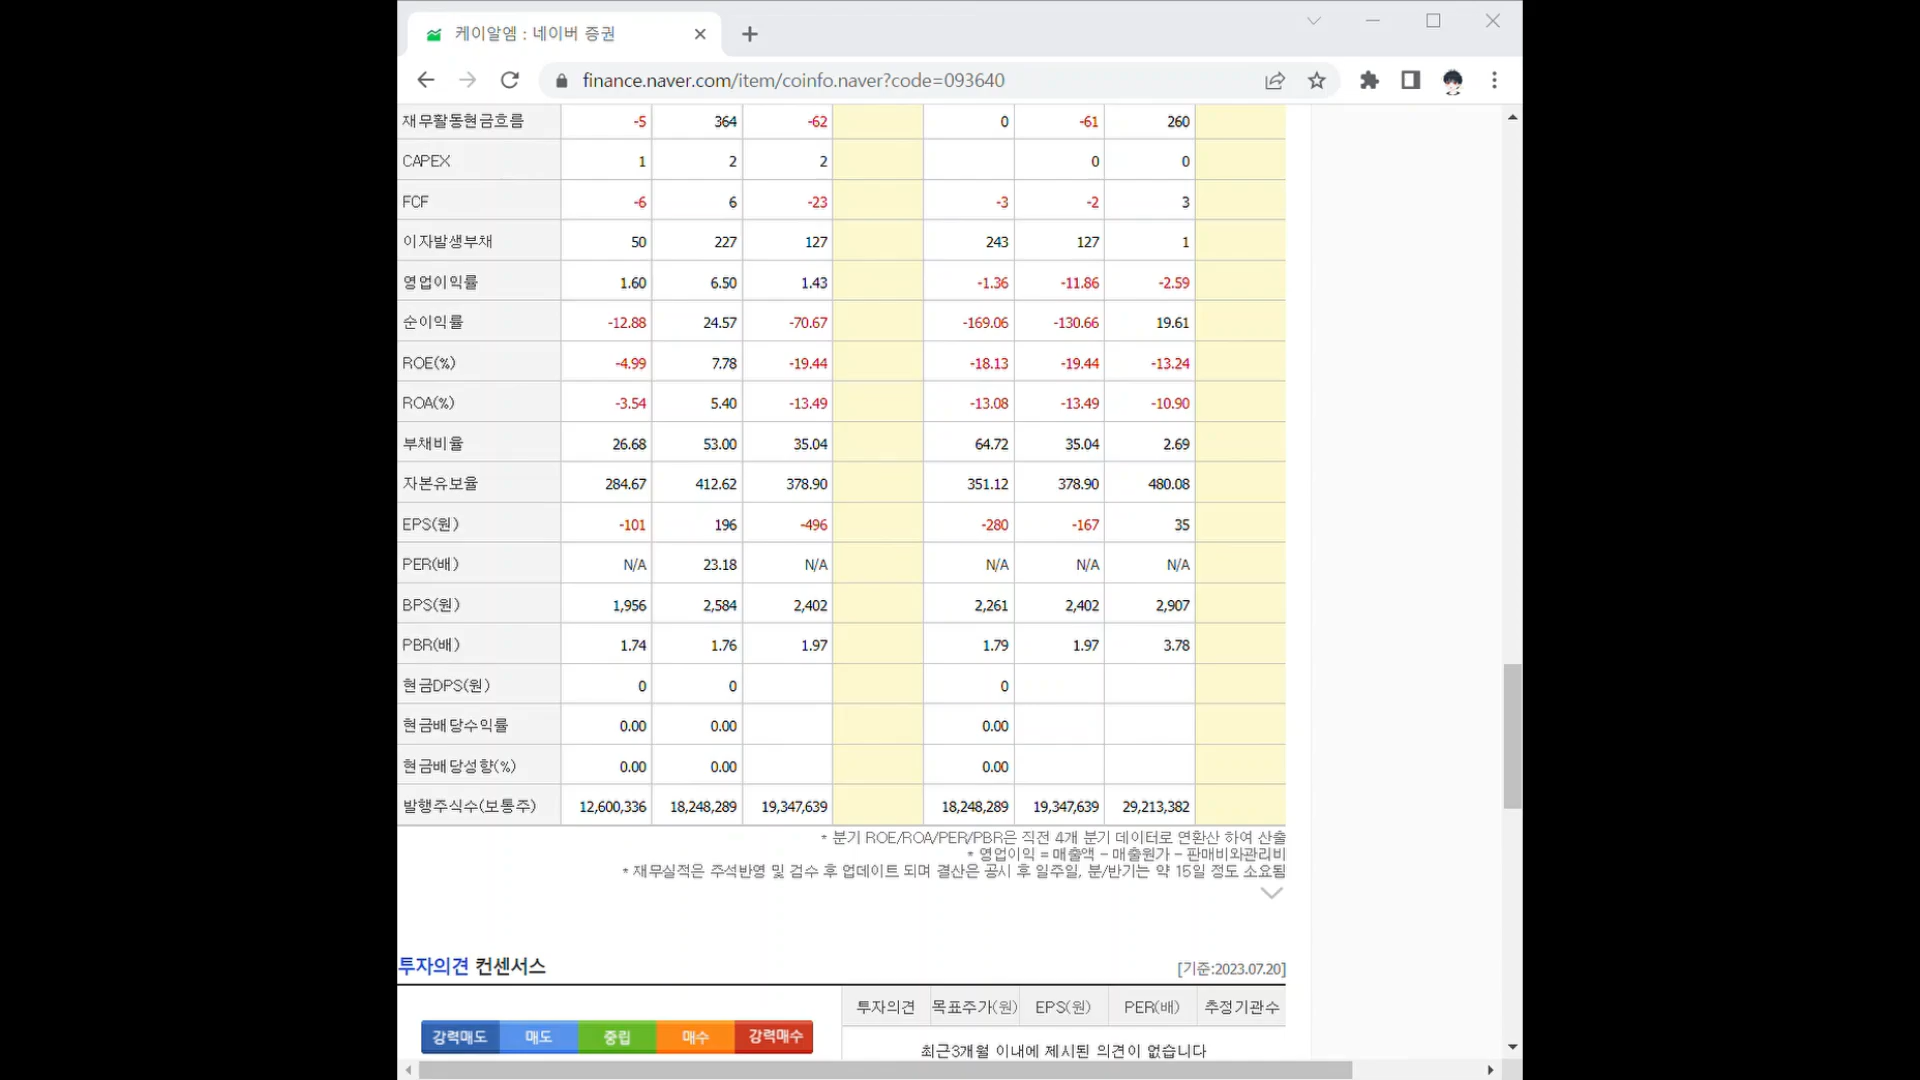 케이알엠 : 네이버 증권
finance.naver.com/item/coinfo.naver?code=093640
재무활동현금흐름 -5 364 -62 0 -61 260
CAPEX 1 2 2 0 0
FCF -6 6 -23 -3 -2 3
이자발생부채 50 227 127 243 127 1
영업이익률 1.60 6.50 1.43 -1.36 -11.86 -2.59
순이익률 -12.88 24.57 -70.67 -169.06 -130.66 19.61
ROE(%) -4.99 7.78 -19.44 -18.13 -19.44 -13.24
ROA(%) -3.54 5.40 -13.49 -13.08 -13.49 -10.90
부채비율 26.68 53.00 35.04 64.72 35.04 2.69
자본유보율 284.67 412.62 378.90 351.12 378.90 480.08
EPS(원) -101 196 -496 -280 -167 35
PER(배) N/A 23.18 N/A N/A N/A N/A
BPS(원) 1,956 2,584 2,402 2,261 2,402 2,907
PBR(배) 1.74 1.76 1.97 1.79 1.97 3.78
현금DPS(원) 0 0 0
현금배당수익률 0.00 0.00 0.00
현금배당성향(%) 0.00 0.00 0.00
발행주식수(보통주) 12,600,336 18,248,289 19,347,639 18,248,289 19,347,639 29,213,382
* 분기 ROE/ROA/PER/PBR은 직전 4개 분기 데이터로 연환산 하여 산출
* 영업이익 = 매출액 - 매출원가 - 판매비와관리비
* 재무실적은 주석반영 및 검수 후 업데이트 되며 결산은 공시 후 일주일, 분/반기는 약 15일 정도 소요됨
투자의견 컨센서스 [기준:2023.07.20]
투자의견 목표주가(원) EPS(원) PER(배) 추정기관수
강력매도 매도 중립 매수 강력매수
최근3개월 이내에 제시된 의견이 없습니다